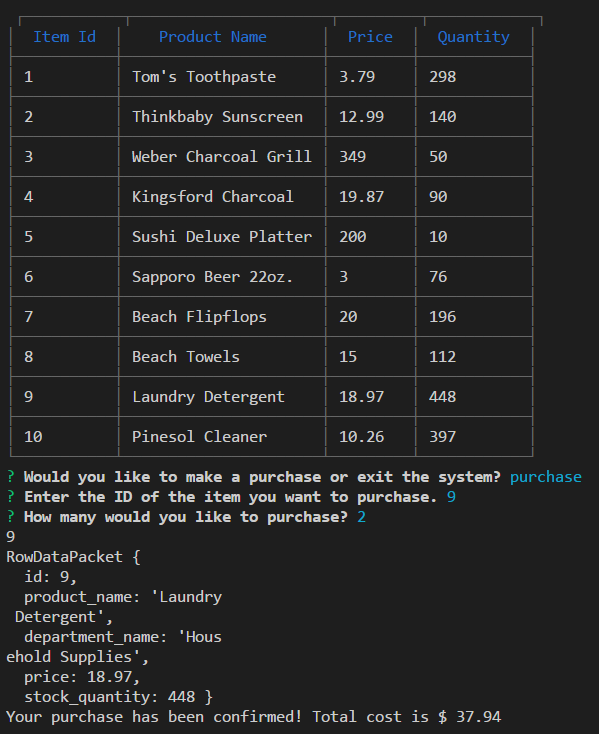 Item Id Product Name Price Quantity
1 Tom's Toothpaste 3.79 298
2 Thinkbaby Sunscreen 12.99 140
3 Weber Charcoal Grill 349 50
4 Kingsford Charcoal 19.87 90
5 Sushi Deluxe Platter 200 10
6 Sapporo Beer 22oz. 3 76
7 Beach Flipflops 20 196
8 Beach Towels 15 112
9 Laundry Detergent 18.97 448
10 Pinesol Cleaner 10.26 397
? Would you like to make a purchase or exit the system? purchase
? Enter the ID of the item you want to purchase. 9
? How many would you like to purchase? 2
9
RowDataPacket {
  id: 9,
  product_name: 'Laundry
 Detergent',
  department_name: 'Hous
ehold Supplies',
  price: 18.97,
  stock_quantity: 448 }
Your purchase has been confirmed! Total cost is $ 37.94